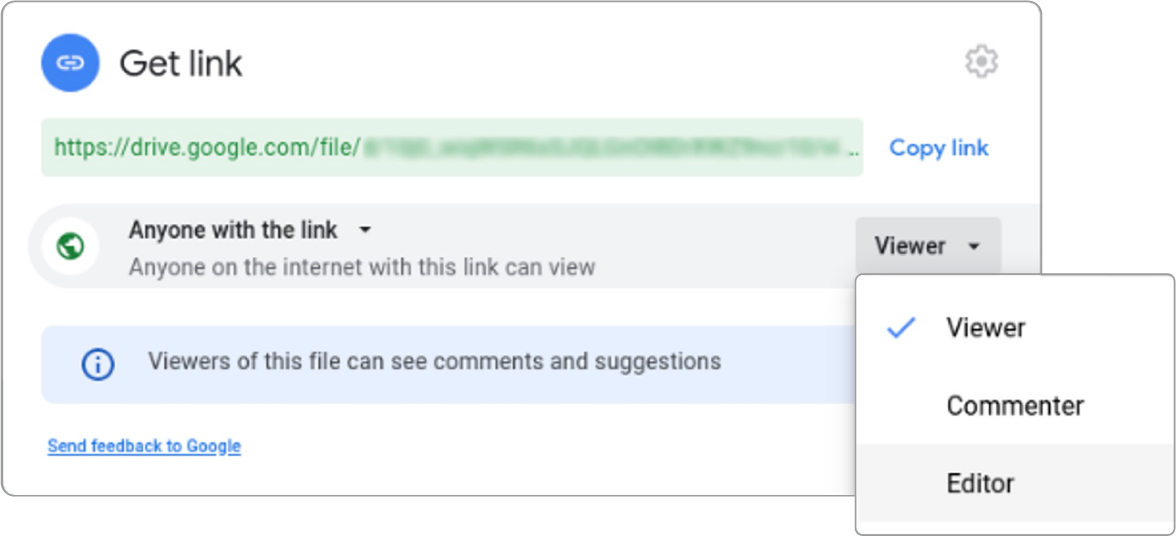 Get link
https://drive.google.com/file/ ..
Copy link
Anyone with the link
Anyone on the internet with this link can view
Viewer
Viewer
Commenter
Editor
Viewers of this file can see comments and suggestions
Send feedback to Google